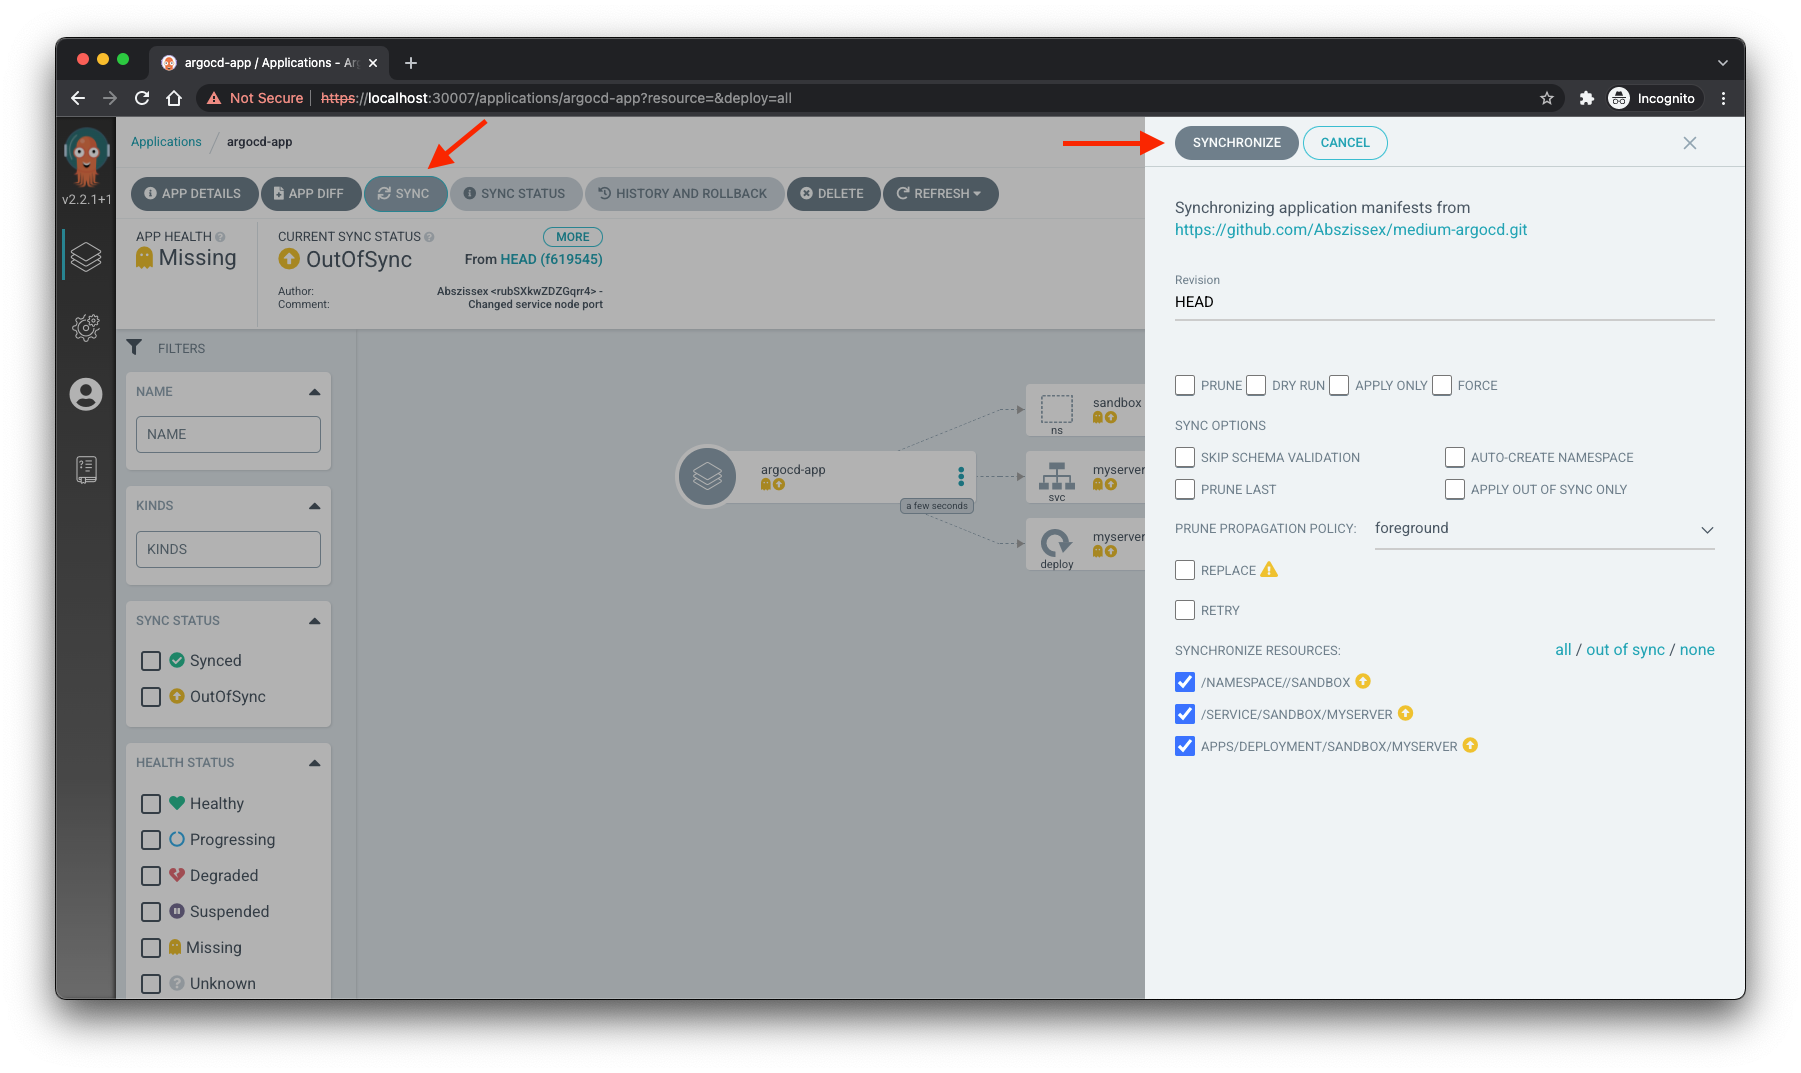 argocd-app / Applications - Ar
Not Secure https://localhost:30007/applications/argocd-app?resource=&deploy=all
Incognito
v2.2.1+1
Applications / argocd-app
APP DETAILS
APP DIFF
SYNC
SYNC STATUS
HISTORY AND ROLLBACK
DELETE
REFRESH
APP HEALTH
Missing
CURRENT SYNC STATUS
MORE
OutOfSync
From HEAD (f619545)
Author: Abszissex <rubSXkwZDZGqrr4> -
Comment: Changed service node port
FILTERS
NAME
NAME
KINDS
KINDS
SYNC STATUS
Synced
OutOfSync
HEALTH STATUS
Healthy
Progressing
Degraded
Suspended
Missing
Unknown
argocd-app
a few seconds
sandbox
ns
myserver
svc
myserver
deploy
SYNCHRONIZE
CANCEL
Synchronizing application manifests from
https://github.com/Abszissex/medium-argocd.git
Revision
HEAD
PRUNE DRY RUN APPLY ONLY FORCE
SYNC OPTIONS
SKIP SCHEMA VALIDATION AUTO-CREATE NAMESPACE
PRUNE LAST APPLY OUT OF SYNC ONLY
PRUNE PROPAGATION POLICY: foreground
REPLACE
RETRY
SYNCHRONIZE RESOURCES: all / out of sync / none
/NAMESPACE//SANDBOX
/SERVICE/SANDBOX/MYSERVER
APPS/DEPLOYMENT/SANDBOX/MYSERVER